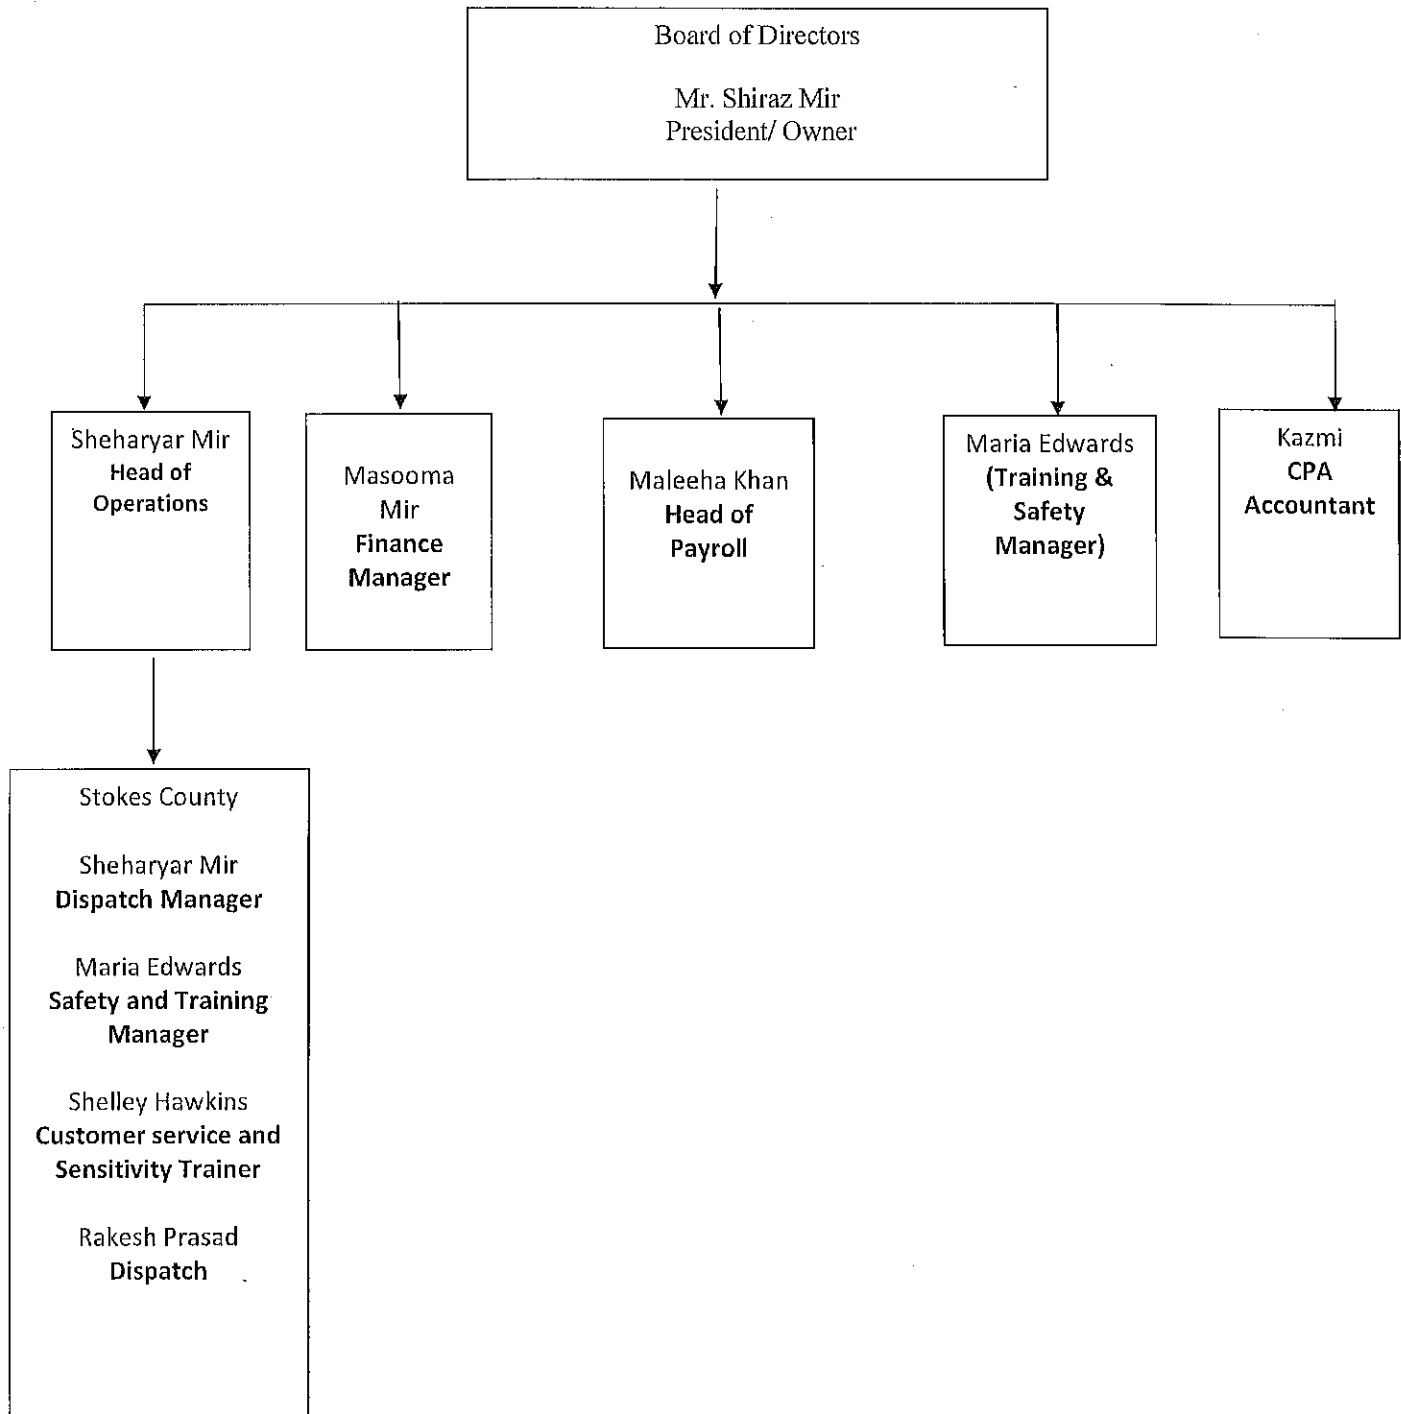 Board of Directors
Mr. Shiraz Mir
President/ Owner
Sheharyar Mir
Head of
Operations
Masooma
Mir
Finance
Manager
Maleeha Khan
Head of
Payroll
Maria Edwards
(Training &
Safety
Manager)
Kazmi
CPA
Accountant
Stokes County
Sheharyar Mir
Dispatch Manager
Maria Edwards
Safety and Training
Manager
Shelley Hawkins
Customer service and
Sensitivity Trainer
Rakesh Prasad
Dispatch